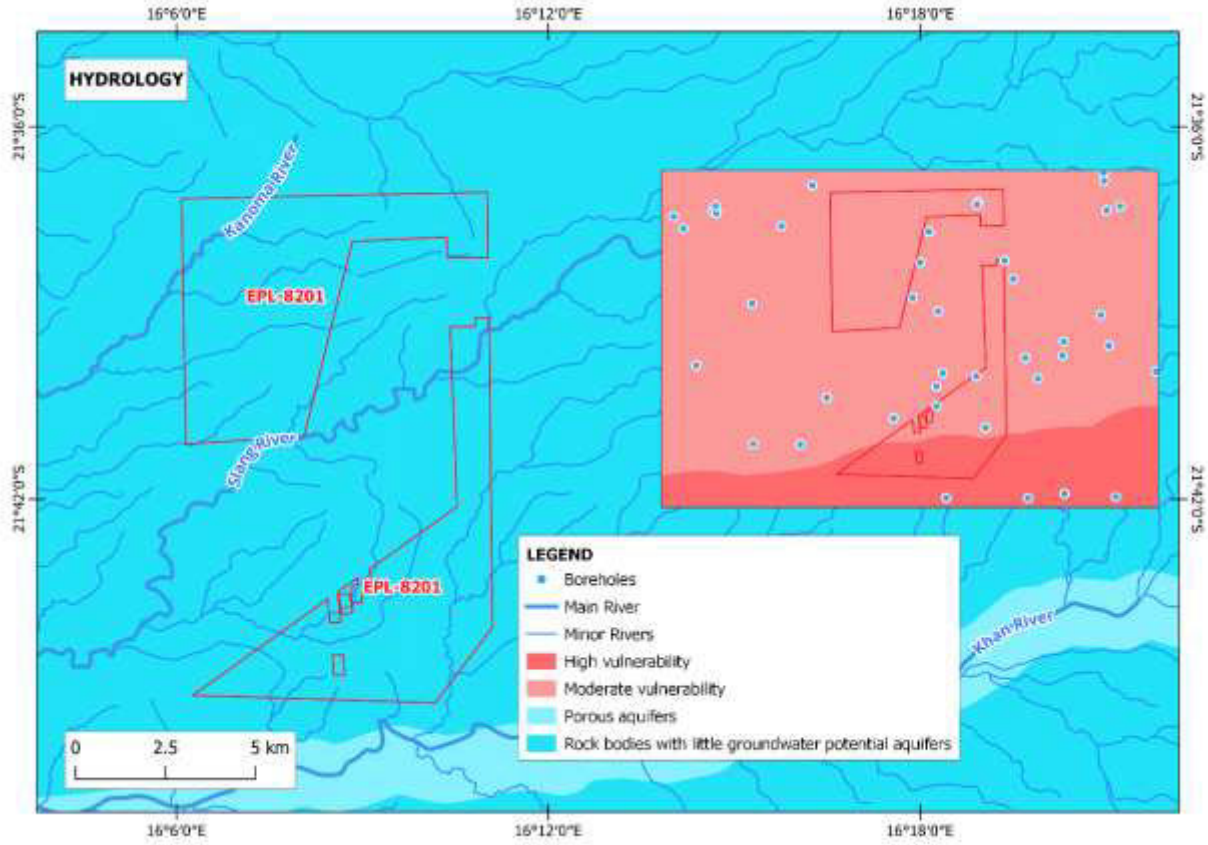 16°6'0"E
16°12'0"E
16°18'0"E
HYDROLOGY
21°36'0"S
21°36'0"S
Kanoma River
EPL-8201
Slang River
21°42'0"S
21°42'0"S
EPL-8201
LEGEND
Boreholes
Main River
Minor Rivers
High vulnerability
Moderate vulnerability
Porous aquifers
Rock bodies with little groundwater potential aquifers
Khan River
0 2.5 5 km
16°6'0"E
16°12'0"E
16°18'0"E